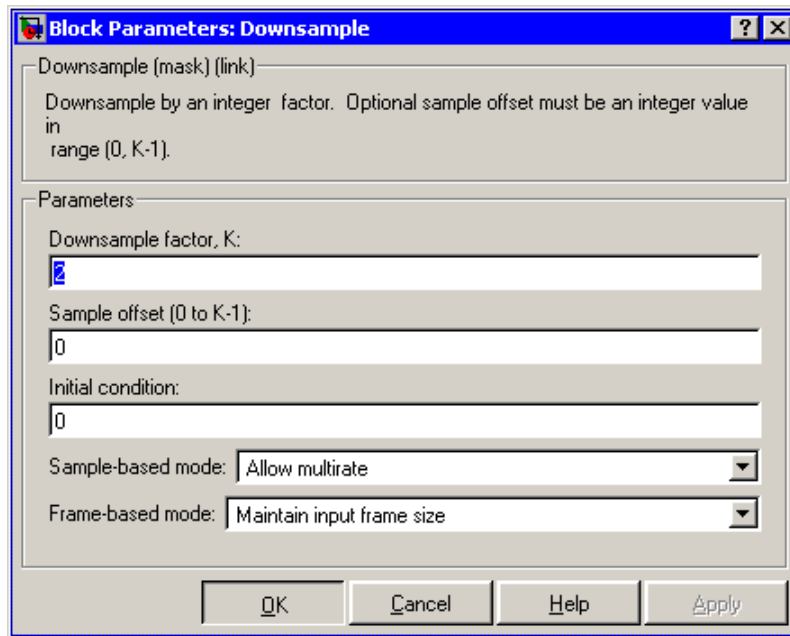 Block Parameters: Downsample
Downsample (mask) (link)
Downsample by an integer factor. Optional sample offset must be an integer value
in
range (0, K-1).
Parameters
Downsample factor, K:
2
Sample offset (0 to K-1):
0
Initial condition:
0
Sample-based mode: Allow multirate
Frame-based mode: Maintain input frame size
OK Cancel Help Apply